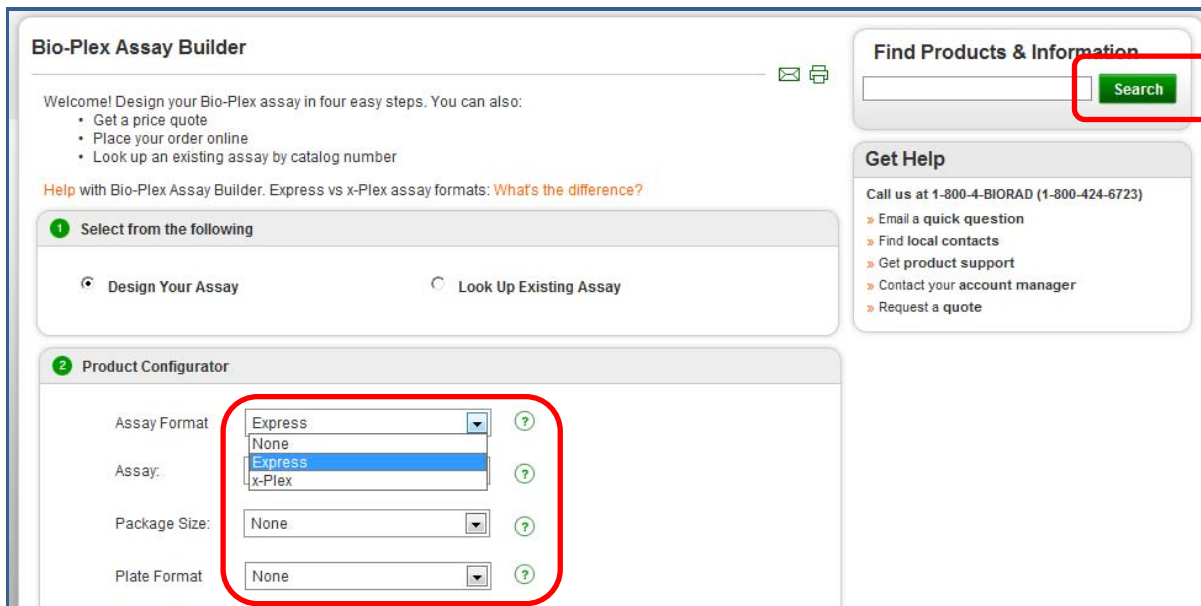 Bio-Plex Assay Builder
Welcome! Design your Bio-Plex assay in four easy steps. You can also:
• Get a price quote
• Place your order online
• Look up an existing assay by catalog number
Help with Bio-Plex Assay Builder. Express vs x-Plex assay formats: What's the difference?
1 Select from the following
Design Your Assay
Look Up Existing Assay
2 Product Configurator
Assay Format
Express
?
None
Express
x-Plex
Assay:
?
Package Size:
None
?
Plate Format
None
?
Find Products & Information
Search
Get Help
Call us at 1-800-4-BIORAD (1-800-424-6723)
» Email a quick question
» Find local contacts
» Get product support
» Contact your account manager
» Request a quote